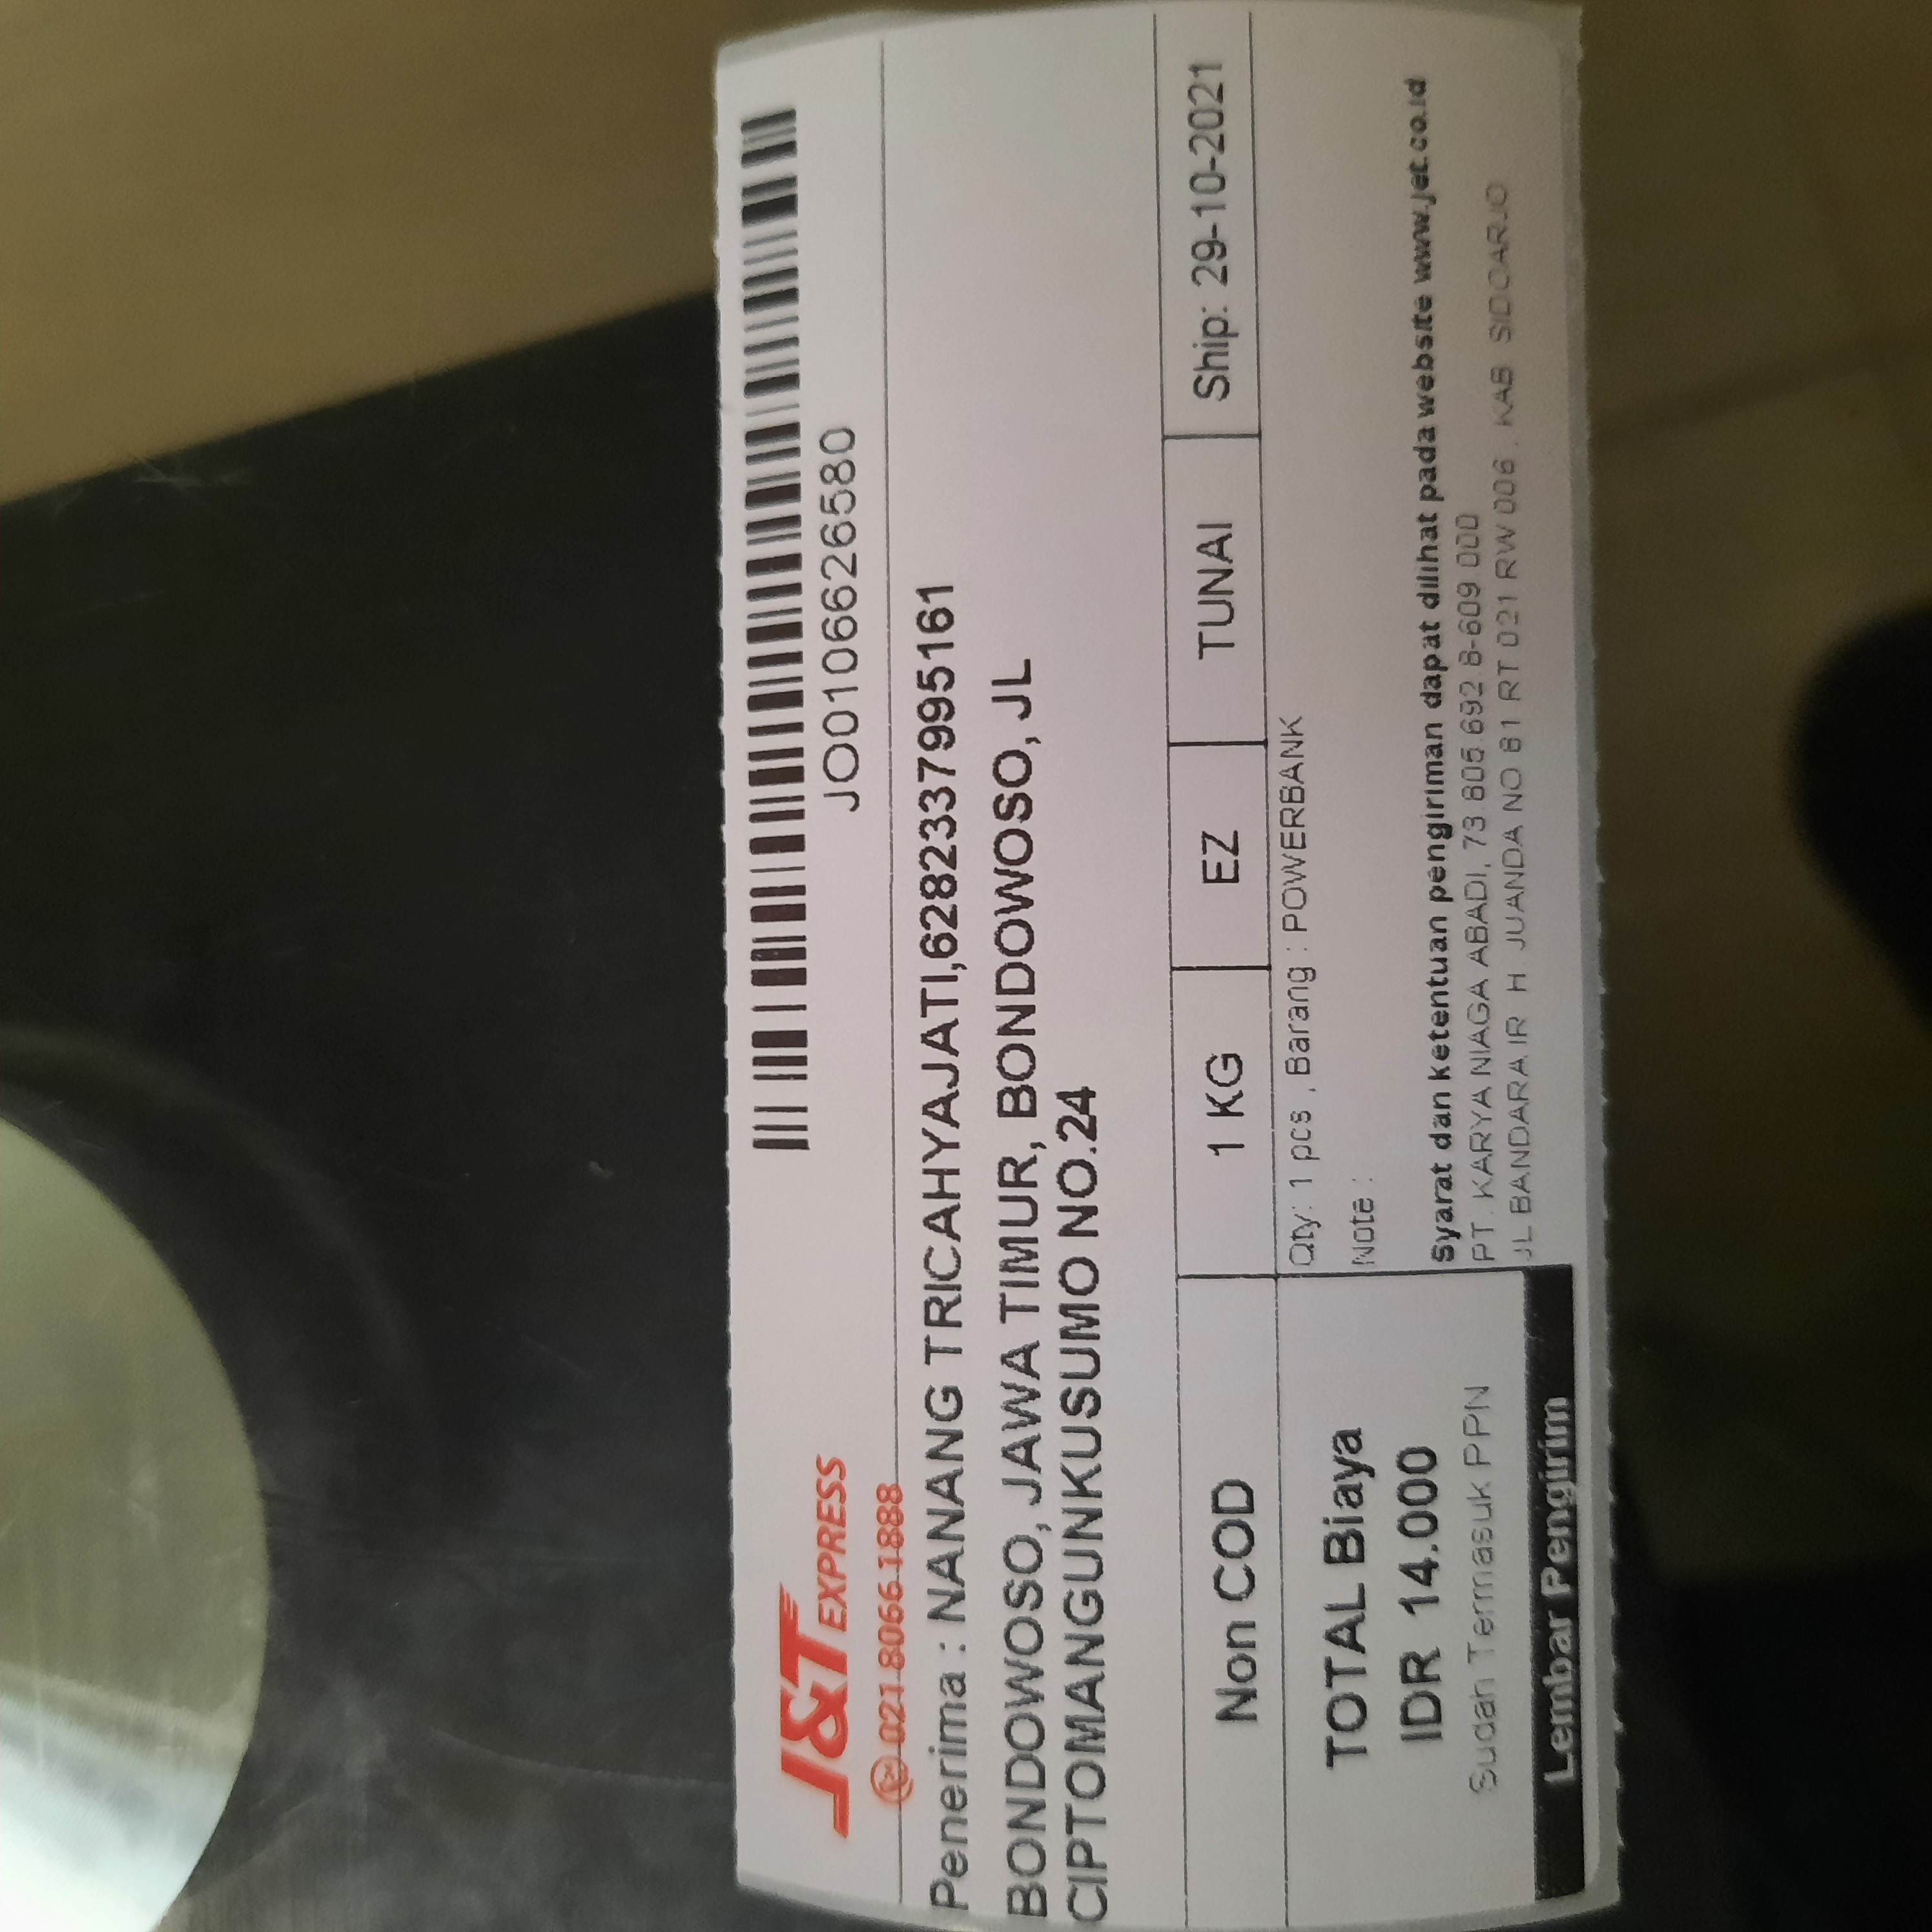 J&T EXPRESS
JO0106626580
021 8066 1888
Penerima : NANANG TRICAHYAJATI,6282337995161
BONDOWOSO, JAWA TIMUR, BONDOWOSO, JL
CIPTOMANGUNKUSUMO NO.24
Non COD 1 KG EZ TUNAI Ship: 29-10-2021
Qty: 1 pcs , Barang : POWERBANK
TOTAL Biaya
Note :
IDR 14.000
Syarat dan ketentuan pengiriman dapat dilihat pada website www.jet.co.id
Sudah Termasuk PPN
PT. KARYA NIAGA ABADI, 73.805.692.8-609.000
JL BANDARA IR. H. JUANDA NO 81 RT 021 RW 006 , KAB. SIDOARJO
Lembar Pengirim